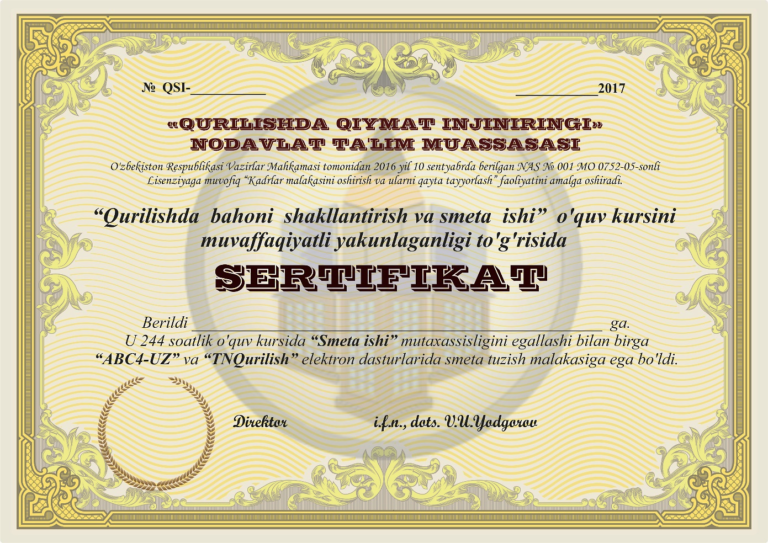 № QSI-___________ ____________2017
«QURILISHDA QIYMAT INJINIRINGI»
NODAVLAT TA'LIM MUASSASASI
O'zbekiston Respublikasi Vazirlar Mahkamasi tomonidan 2016 yil 10 sentyabrda berilgan NAS № 001 MO 0752-05-sonli
Lisenziyaga muvofiq "Kadrlar malakasini oshirish va ularni qayta tayyorlash" faoliyatini amalga oshiradi.
“Qurilishda bahoni shakllantirish va smeta ishi” o'quv kursini
muvaffaqiyatli yakunlaganligi to'g'risida
SERTIFIKAT
Berildi ____________________________________________________ ga.
U 244 soatlik o'quv kursida “Smeta ishi” mutaxassisligini egallashi bilan birga
“ABC4-UZ” va “TNQurilish” elektron dasturlarida smeta tuzish malakasiga ega bo'ldi.
Direktor i.f.n., dots. V.U.Yodgorov